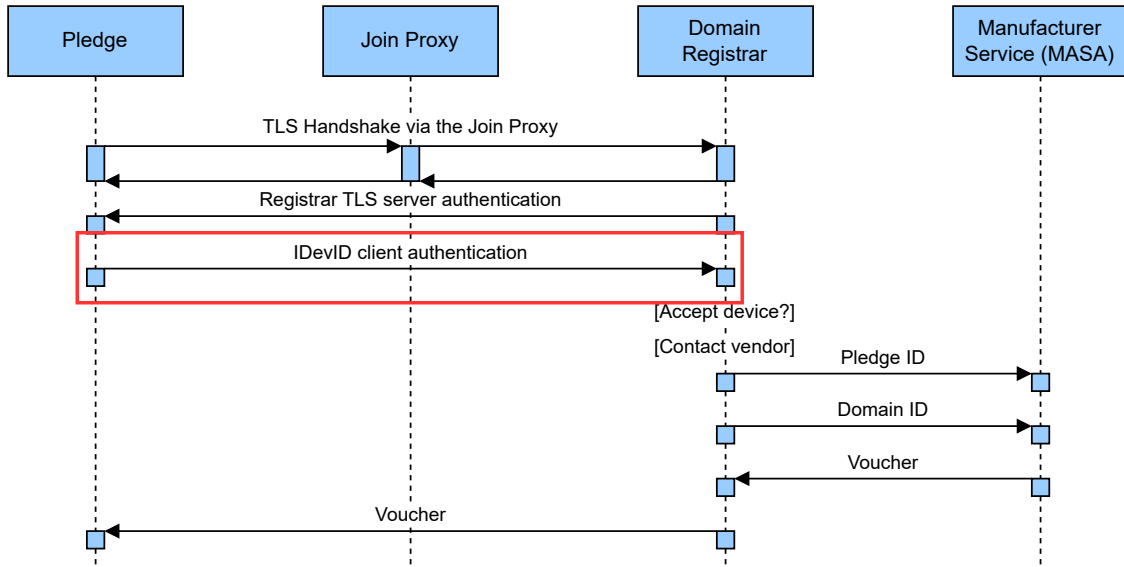 Pledge
Join Proxy
Domain
Registrar
Manufacturer
Service (MASA)
TLS Handshake via the Join Proxy
Registrar TLS server authentication
IDevID client authentication
[Accept device?]
[Contact vendor]
Pledge ID
Domain ID
Voucher
Voucher